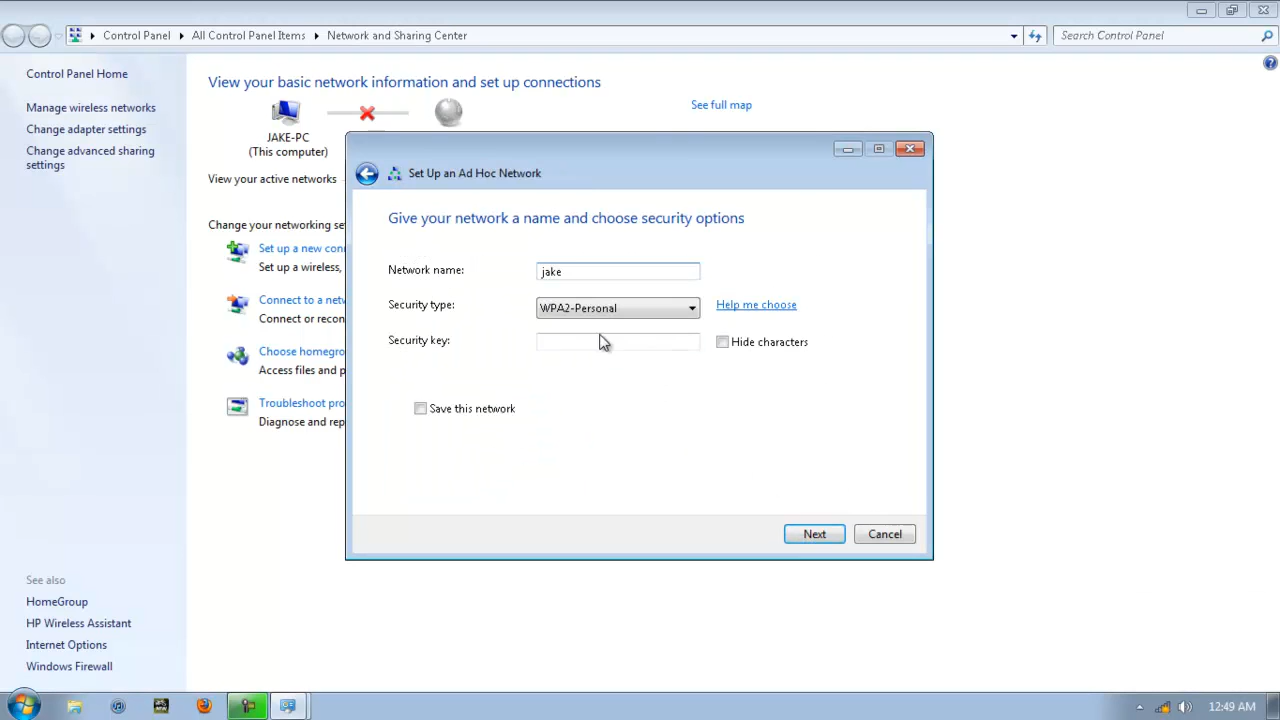 Control Panel
All Control Panel Items
Network and Sharing Center
Search Control Panel
Control Panel Home
Manage wireless networks
Change adapter settings
Change advanced sharing
settings
See also
HomeGroup
HP Wireless Assistant
Internet Options
Windows Firewall
View your basic network information and set up connections
See full map
JAKE-PC
(This computer)
View your active networks
Change your networking se
Set up a new con
Set up a wireless,
Connect to a net
Connect or recon
Choose homegro
Access files and p
Troubleshoot pro
Diagnose and rep
Set Up an Ad Hoc Network
Give your network a name and choose security options
Network name:
jake
Security type:
WPA2-Personal
Help me choose
Security key:
Hide characters
Save this network
Next
Cancel
12:49 AM